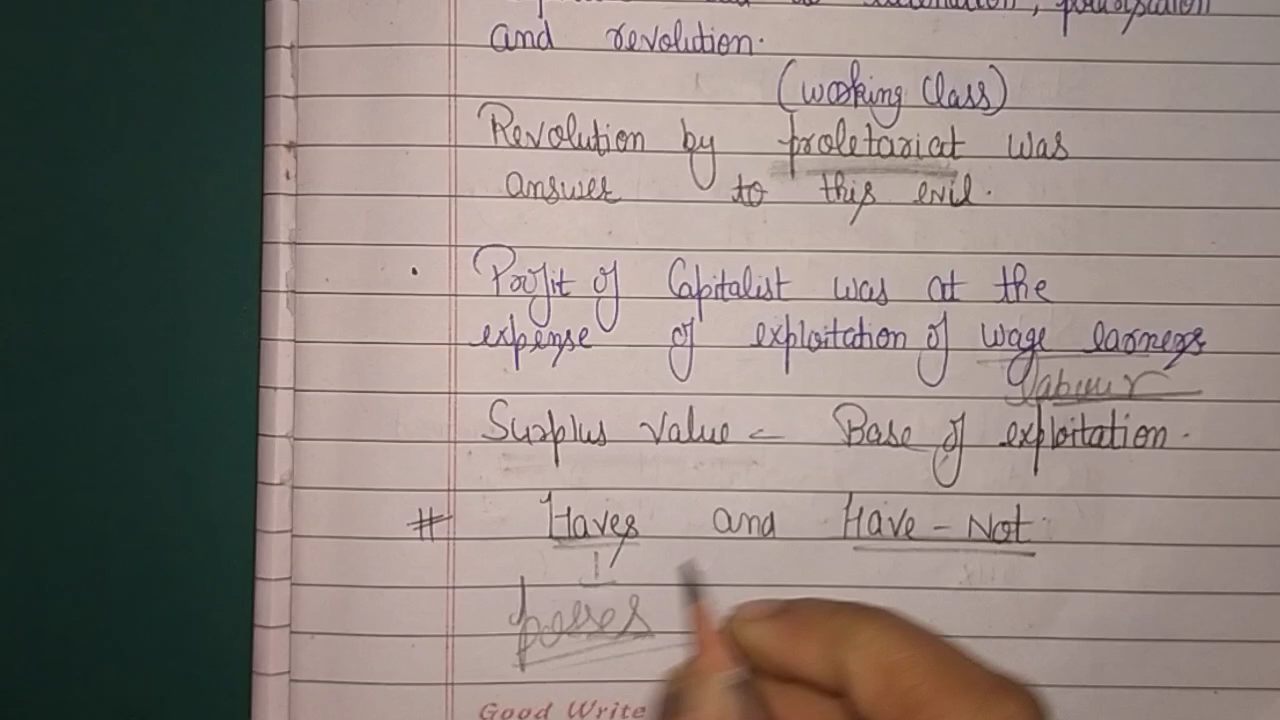 and revolution.
(working class)
Revolution by proletariat was
answer to this evil.
• Profit of Capitalist was at the
expense of exploitation of wage earners
labour
Surplus Value = Base of exploitation.
# Haves and Have-Not
posses
Good Write